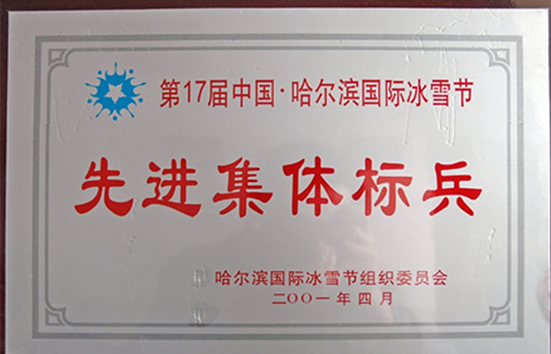 第17届中国·哈尔滨国际冰雪节
先进集体标兵
哈尔滨国际冰雪节组织委员会
二〇〇一年四月